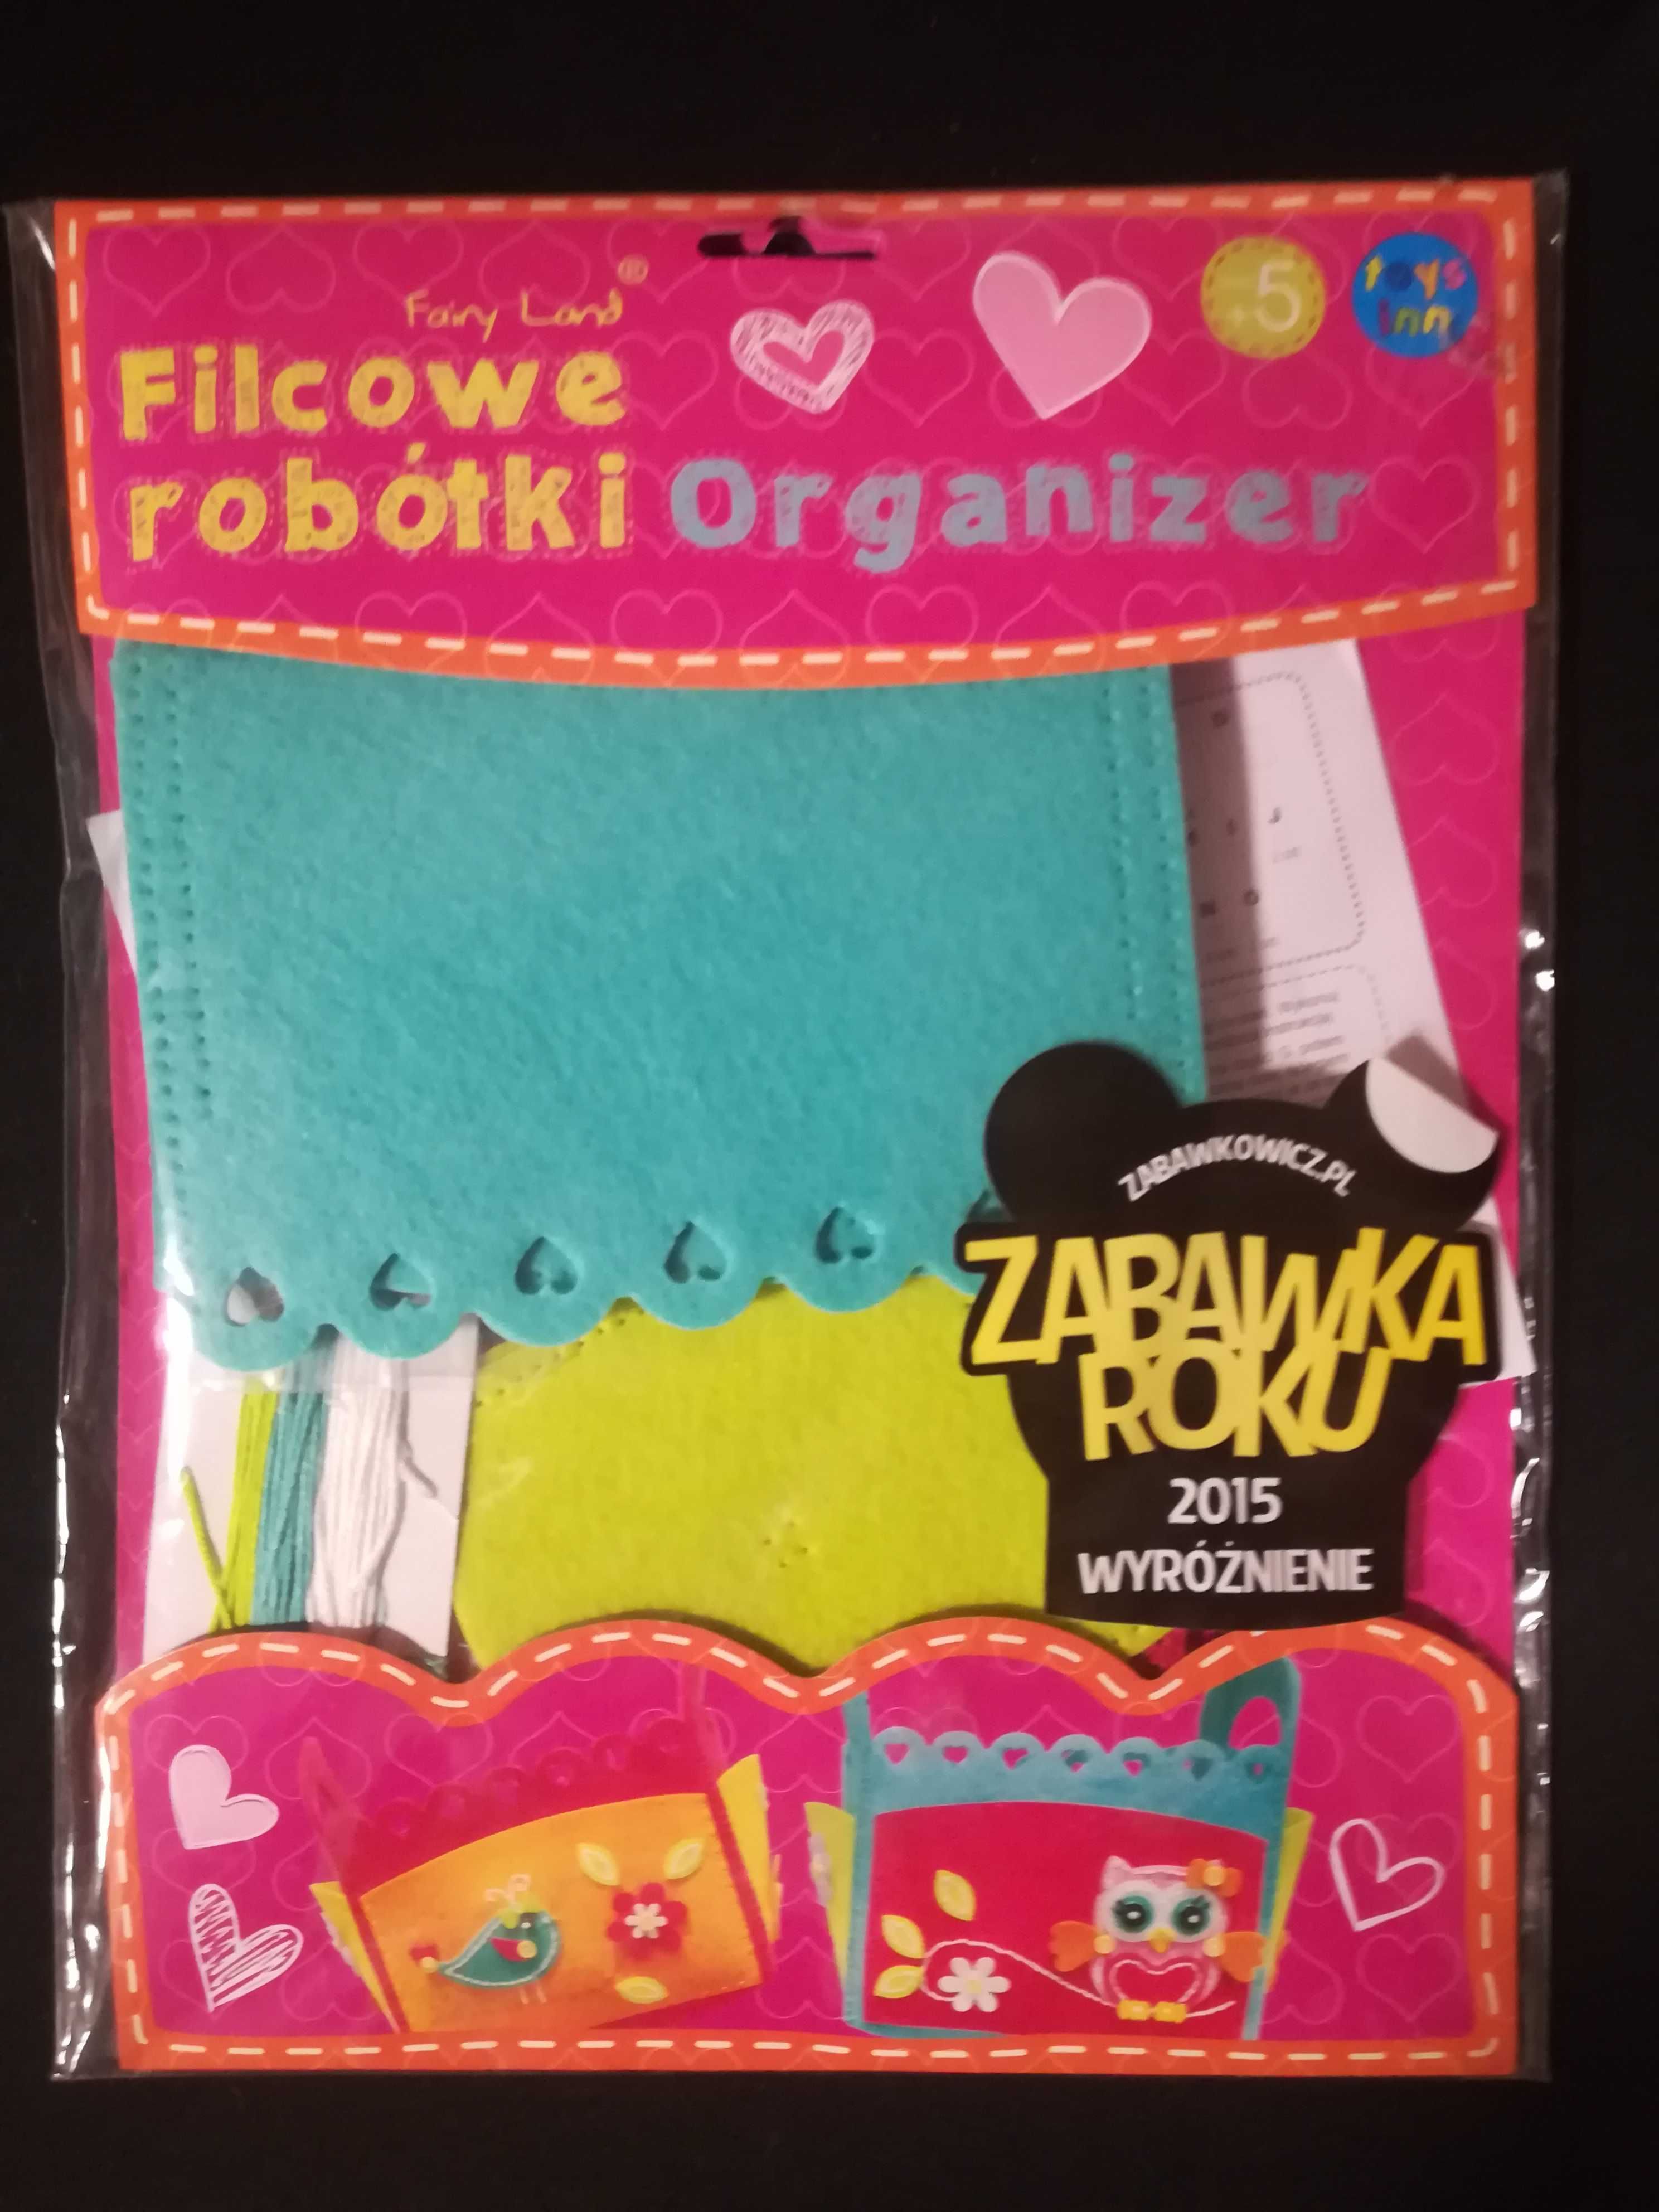 Fairy Land®
+5
toys
inn
Filcowe
robótki Organizer
ZABAWKOWICZ.PL
ZABAWKA
ROKU
2015
WYRÓŻNIENIE